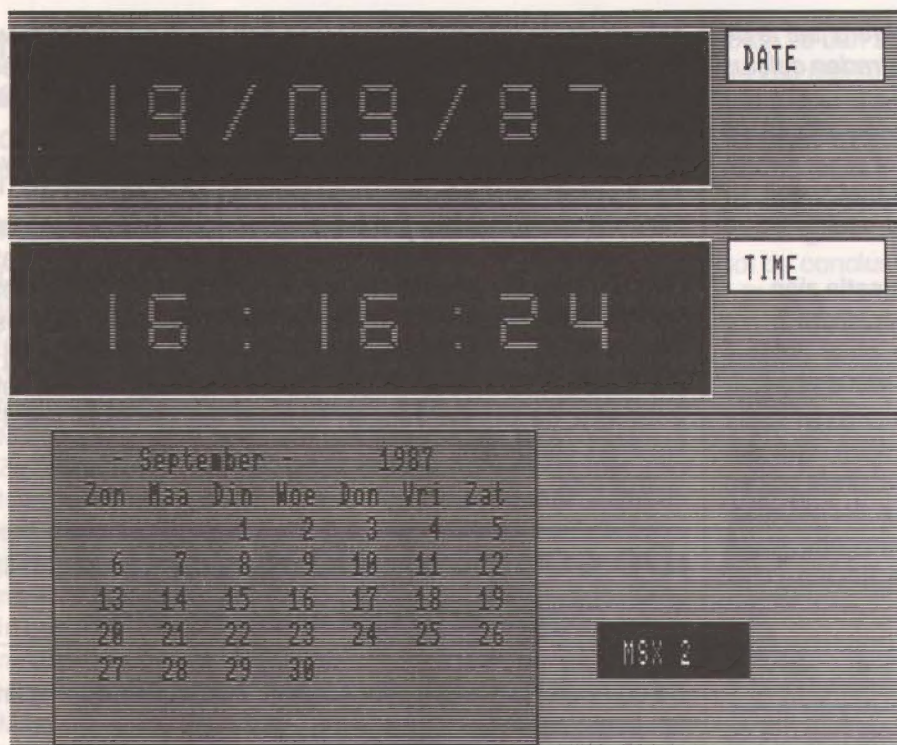 19/09/87
DATE
16:16:24
TIME
- September - 1987
Zon Maa Din Woe Don Vri Zat
1 2 3 4 5
6 7 8 9 10 11 12
13 14 15 16 17 18 19
20 21 22 23 24 25 26
27 28 29 30
MSX 2